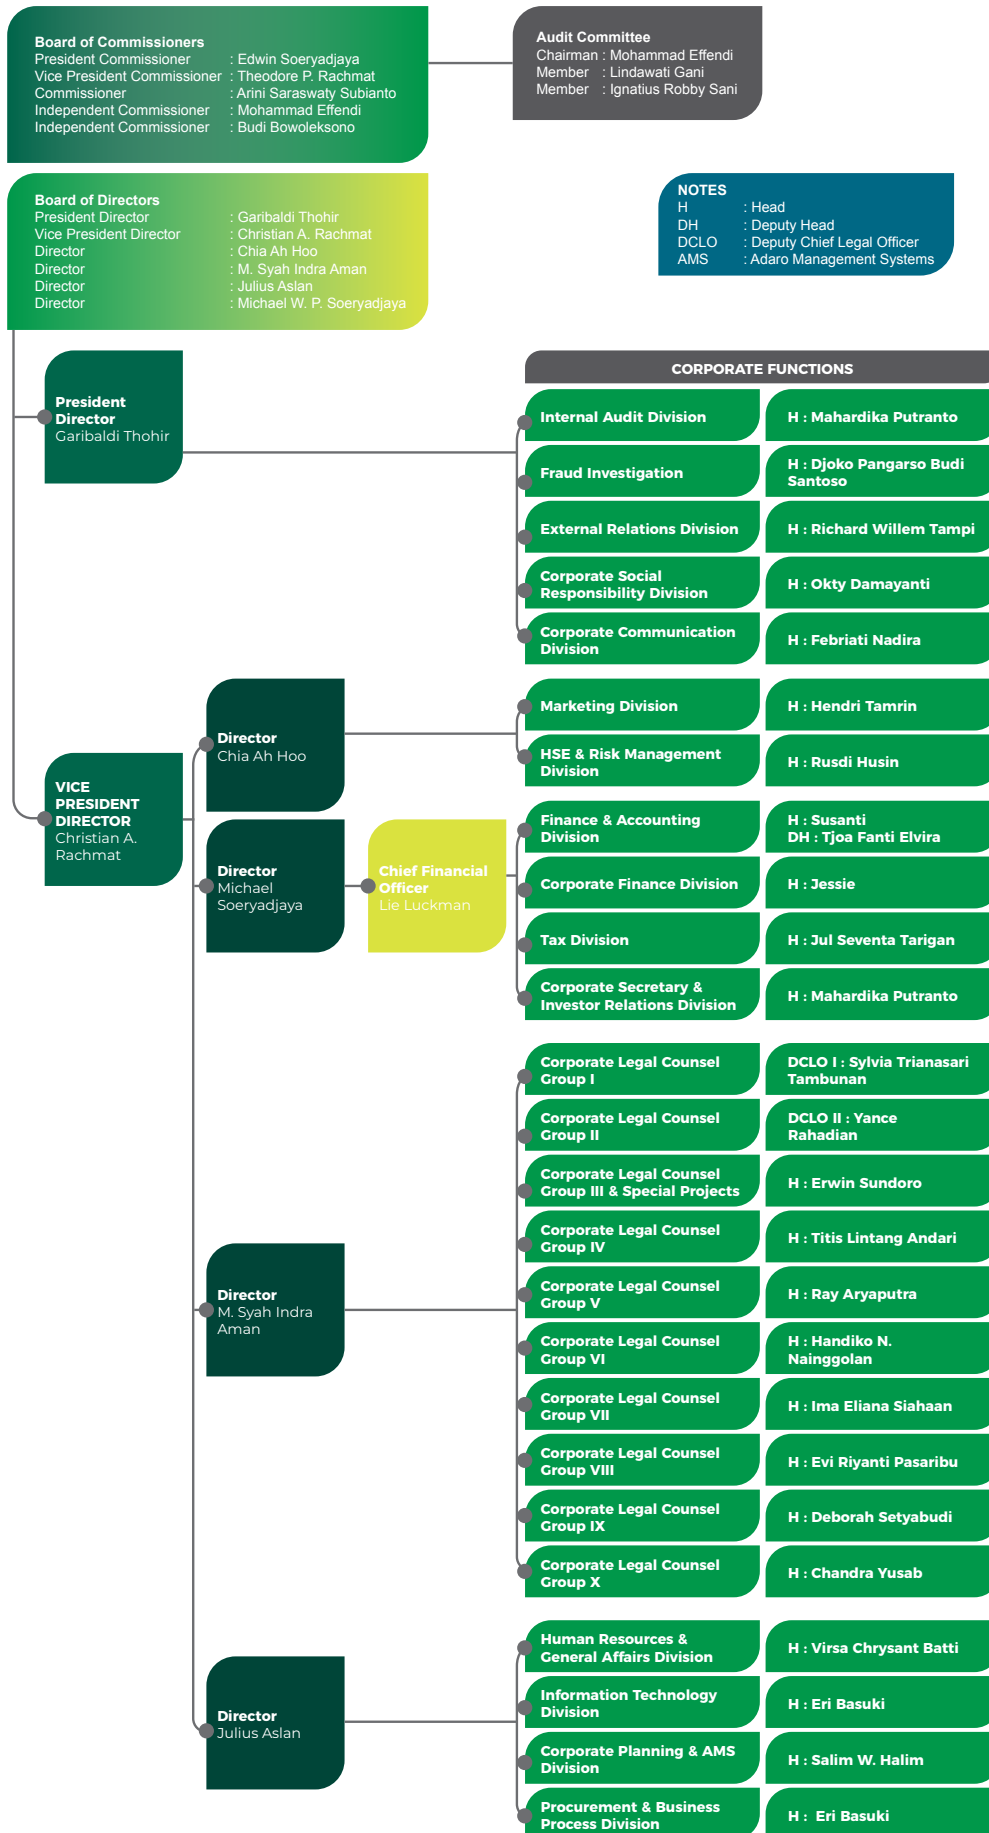 Board of Commissioners
President Commissioner : Edwin Soeryadjaya
Vice President Commissioner : Theodore P. Rachmat
Commissioner : Arini Saraswaty Subianto
Independent Commissioner : Mohammad Effendi
Independent Commissioner : Budi Bowoleksono
Audit Committee
Chairman : Mohammad Effendi
Member : Lindawati Gani
Member : Ignatius Robby Sani
Board of Directors
President Director : Garibaldi Thohir
Vice President Director : Christian A. Rachmat
Director : Chia Ah Hoo
Director : M. Syah Indra Aman
Director : Julius Aslan
Director : Michael W. P. Soeryadjaya
NOTES
H : Head
DH : Deputy Head
DCLO : Deputy Chief Legal Officer
AMS : Adaro Management Systems
President
Director
Garibaldi Thohir
CORPORATE FUNCTIONS
Internal Audit Division
H : Mahardika Putranto
Fraud Investigation
H : Djoko Pangarso Budi
Santoso
External Relations Division
H : Richard Willem Tampi
Corporate Social
Responsibility Division
H : Okty Damayanti
Corporate Communication
Division
H : Febriati Nadira
VICE
PRESIDENT
DIRECTOR
Christian A.
Rachmat
Director
Chia Ah Hoo
Marketing Division
H : Hendri Tamrin
HSE & Risk Management
Division
H : Rusdi Husin
Director
Michael
Soeryadjaya
Chief Financial
Officer
Lie Luckman
Finance & Accounting
Division
H : Susanti
DH : Tjoa Fanti Elvira
Corporate Finance Division
H : Jessie
Tax Division
H : Jul Seventa Tarigan
Corporate Secretary &
Investor Relations Division
H : Mahardika Putranto
Director
M. Syah Indra
Aman
Corporate Legal Counsel
Group I
DCLO I : Sylvia Trianasari
Tambunan
Corporate Legal Counsel
Group II
DCLO II : Yance
Rahadian
Corporate Legal Counsel
Group III & Special Projects
H : Erwin Sundoro
Corporate Legal Counsel
Group IV
H : Titis Lintang Andari
Corporate Legal Counsel
Group V
H : Ray Aryaputra
Corporate Legal Counsel
Group VI
H : Handiko N.
Nainggolan
Corporate Legal Counsel
Group VII
H : Ima Eliana Siahaan
Corporate Legal Counsel
Group VIII
H : Evi Riyanti Pasaribu
Corporate Legal Counsel
Group IX
H : Deborah Setyabudi
Corporate Legal Counsel
Group X
H : Chandra Yusab
Director
Julius Aslan
Human Resources &
General Affairs Division
H : Virsa Chrysant Batti
Information Technology
Division
H : Eri Basuki
Corporate Planning & AMS
Division
H : Salim W. Halim
Procurement & Business
Process Division
H : Eri Basuki